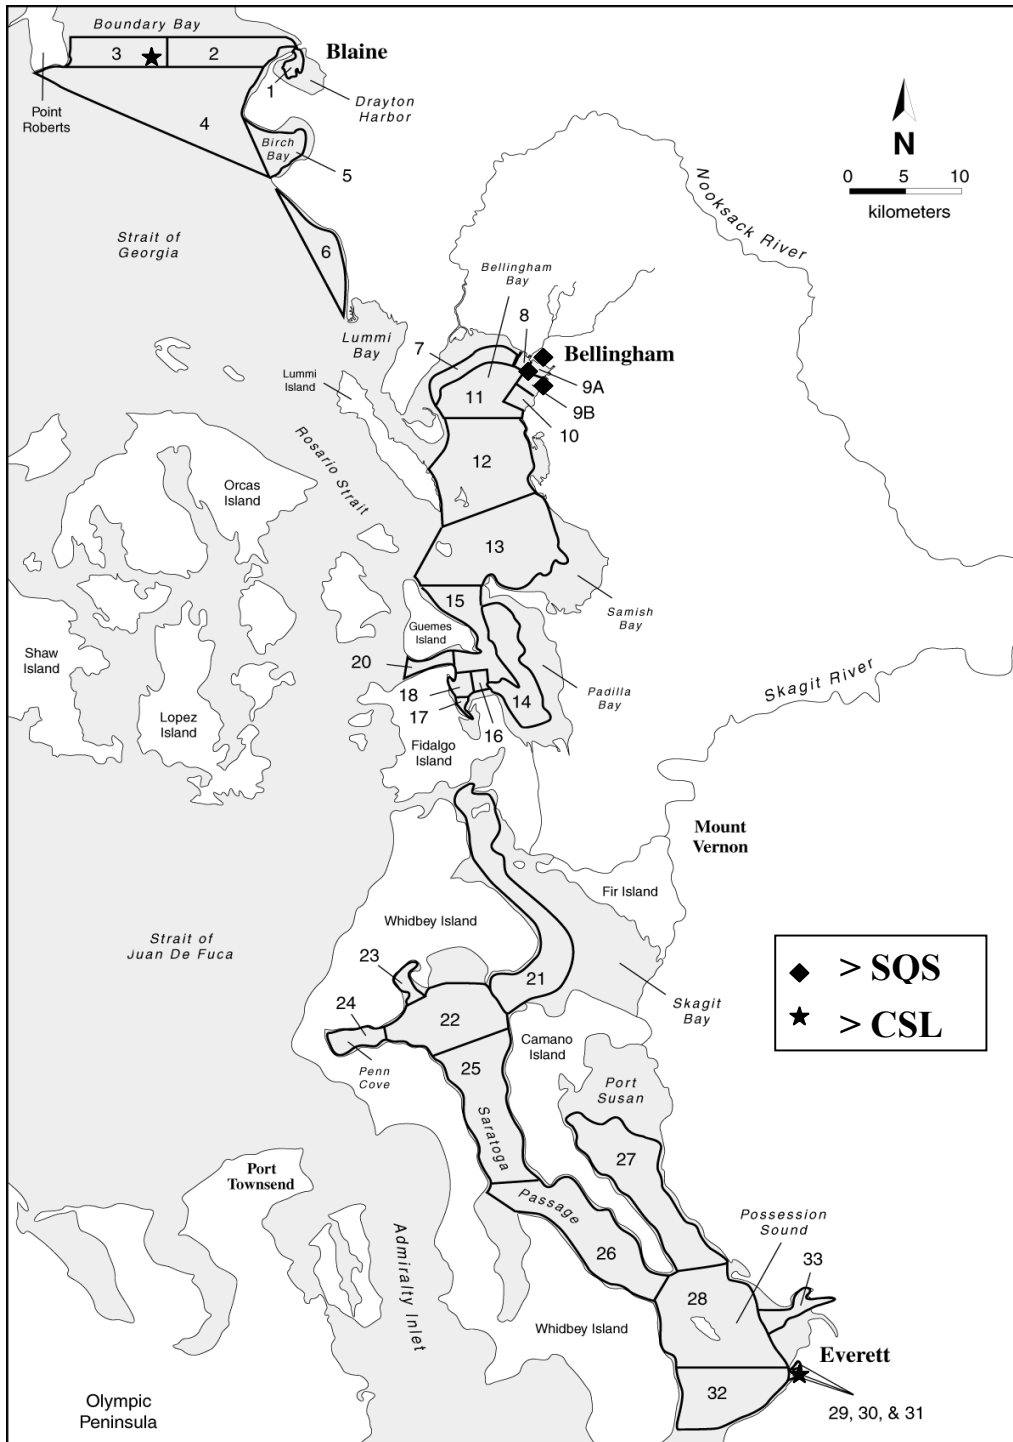 Boundary Bay
Blaine
3
2
1
Point
Roberts
Drayton
Harbor
4
Birch
Bay
5
N
0 5 10
kilometers
Nooksack River
Strait of
Georgia
6
Bellingham
Bay
8
Lummi
Bay
7
Bellingham
9A
Lummi
Island
11
9B
10
Rosario Strait
12
Orcas
Island
13
15
Samish
Bay
Guemes
Island
Shaw
Island
20
Skagit River
18
14
Padilla
Bay
17
16
Lopez
Island
Fidalgo
Island
Mount
Vernon
Fir Island
Whidbey Island
Strait of
Juan De Fuca
23
21
> SQS
24
22
Skagit
Bay
> CSL
Camano
Island
25
Penn
Cove
Port
Susan
Saratoga
27
Port
Townsend
Passage
Possession
Sound
26
33
Admiralty Inlet
28
Whidbey Island
Everett
32
Olympic
Peninsula
29, 30, & 31